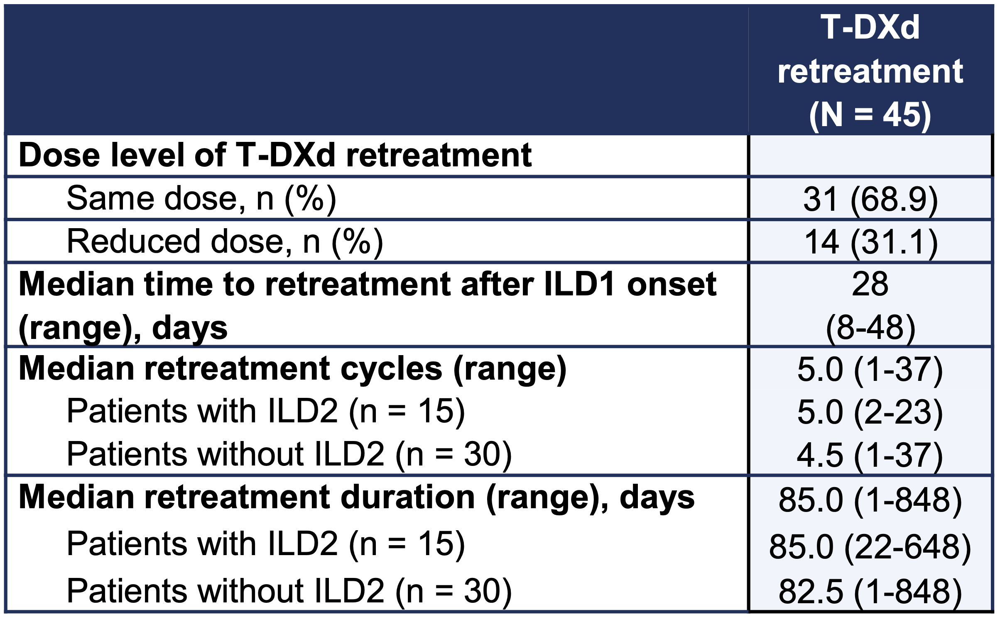 T-DXd
retreatment
(N = 45)
Dose level of T-DXd retreatment
Same dose, n (%) 31 (68.9)
Reduced dose, n (%) 14 (31.1)
Median time to retreatment after ILD1 onset 28
(range), days (8-48)
Median retreatment cycles (range) 5.0 (1-37)
Patients with ILD2 (n = 15) 5.0 (2-23)
Patients without ILD2 (n = 30) 4.5 (1-37)
Median retreatment duration (range), days 85.0 (1-848)
Patients with ILD2 (n = 15) 85.0 (22-648)
Patients without ILD2 (n = 30) 82.5 (1-848)